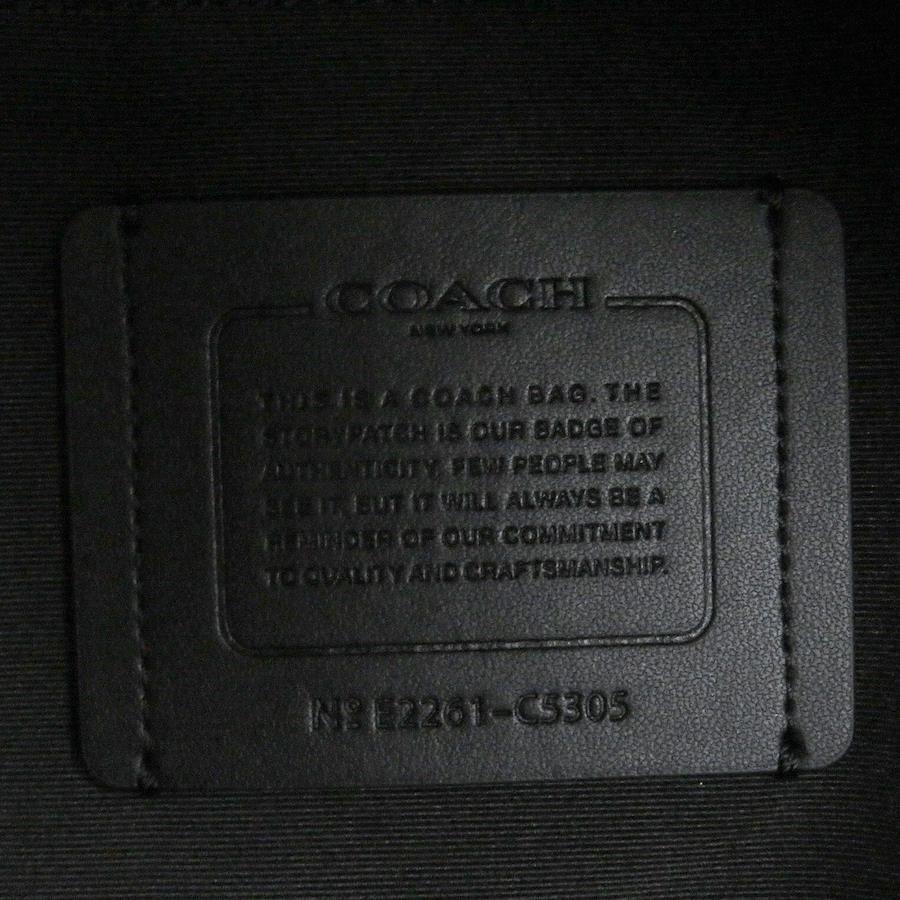 COACH
NEW YORK
THIS IS A COACH BAG. THE
STORYPATCH IS OUR BADGE OF
AUTHENTICITY. FEW PEOPLE MAY
SEE IT, BUT IT WILL ALWAYS BE A
REMINDER OF OUR COMMITMENT
TO QUALITY AND CRAFTSMANSHIP.
Nº E2261-C5305